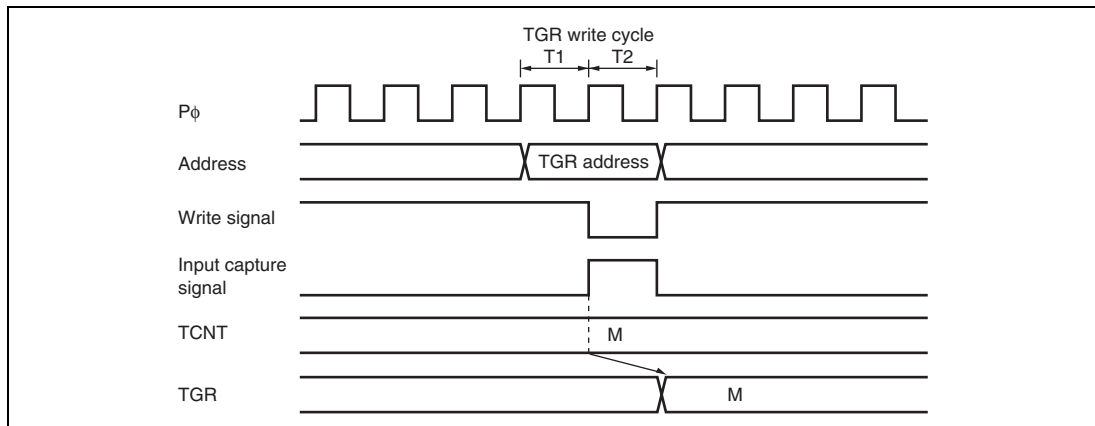 TGR write cycle
T1 T2
Pϕ
Address
TGR address
Write signal
Input capture
signal
TCNT
M
TGR
M